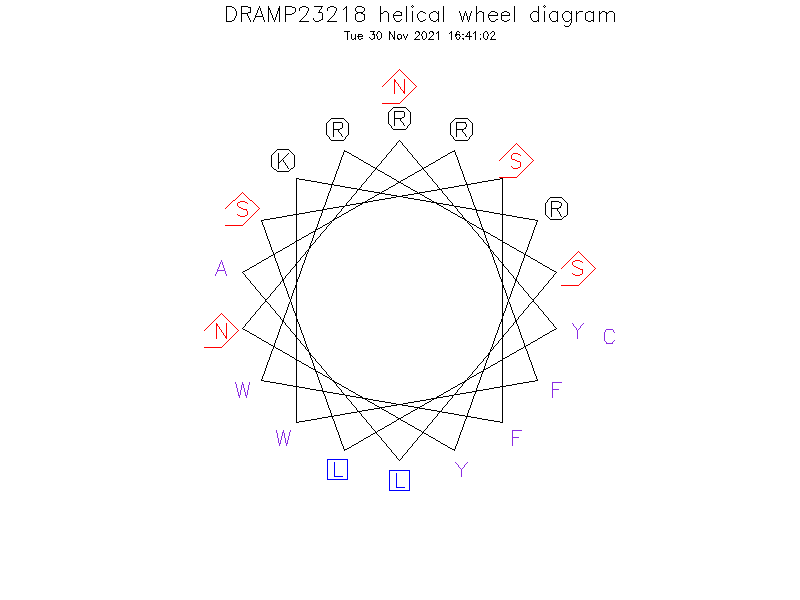 DRAMP23218 helical wheel diagram
Tue 30 Nov 2021 16:41:02
N
R R R
K S
S R
A S
N Y C
W F
W F
L L Y